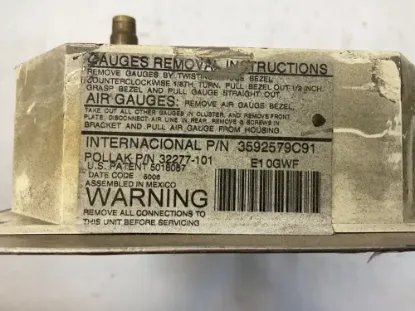 GAUGES REMOVAL INSTRUCTIONS
REMOVE GAUGES BY TWISTING BEZEL
COUNTERCLOCKWISE 1/8TH. TURN. PULL BEZEL OUT 1/2 INCH
GRASP BEZEL AND PULL GAUGE STRAIGHT OUT.
AIR GAUGES: REMOVE AIR GAUGE BEZEL,
TAKE OUT ALL OTHER GAUGES IN CLUSTER, AND REMOVE FRONT
PLATE, DISCONNECT AIR LINE IN REAR, REMOVE SCREWS IN
BRACKET AND PULL AIR GAUGE FROM HOUSING.
INTERNACIONAL P/N 3592579C91
POLLAK P/N 32277-101 E10GWF
U.S. PATENT 5018087
DATE CODE 5006
ASSEMBLED IN MEXICO
WARNING
REMOVE ALL CONNECTIONS TO
THIS UNIT BEFORE SERVICING